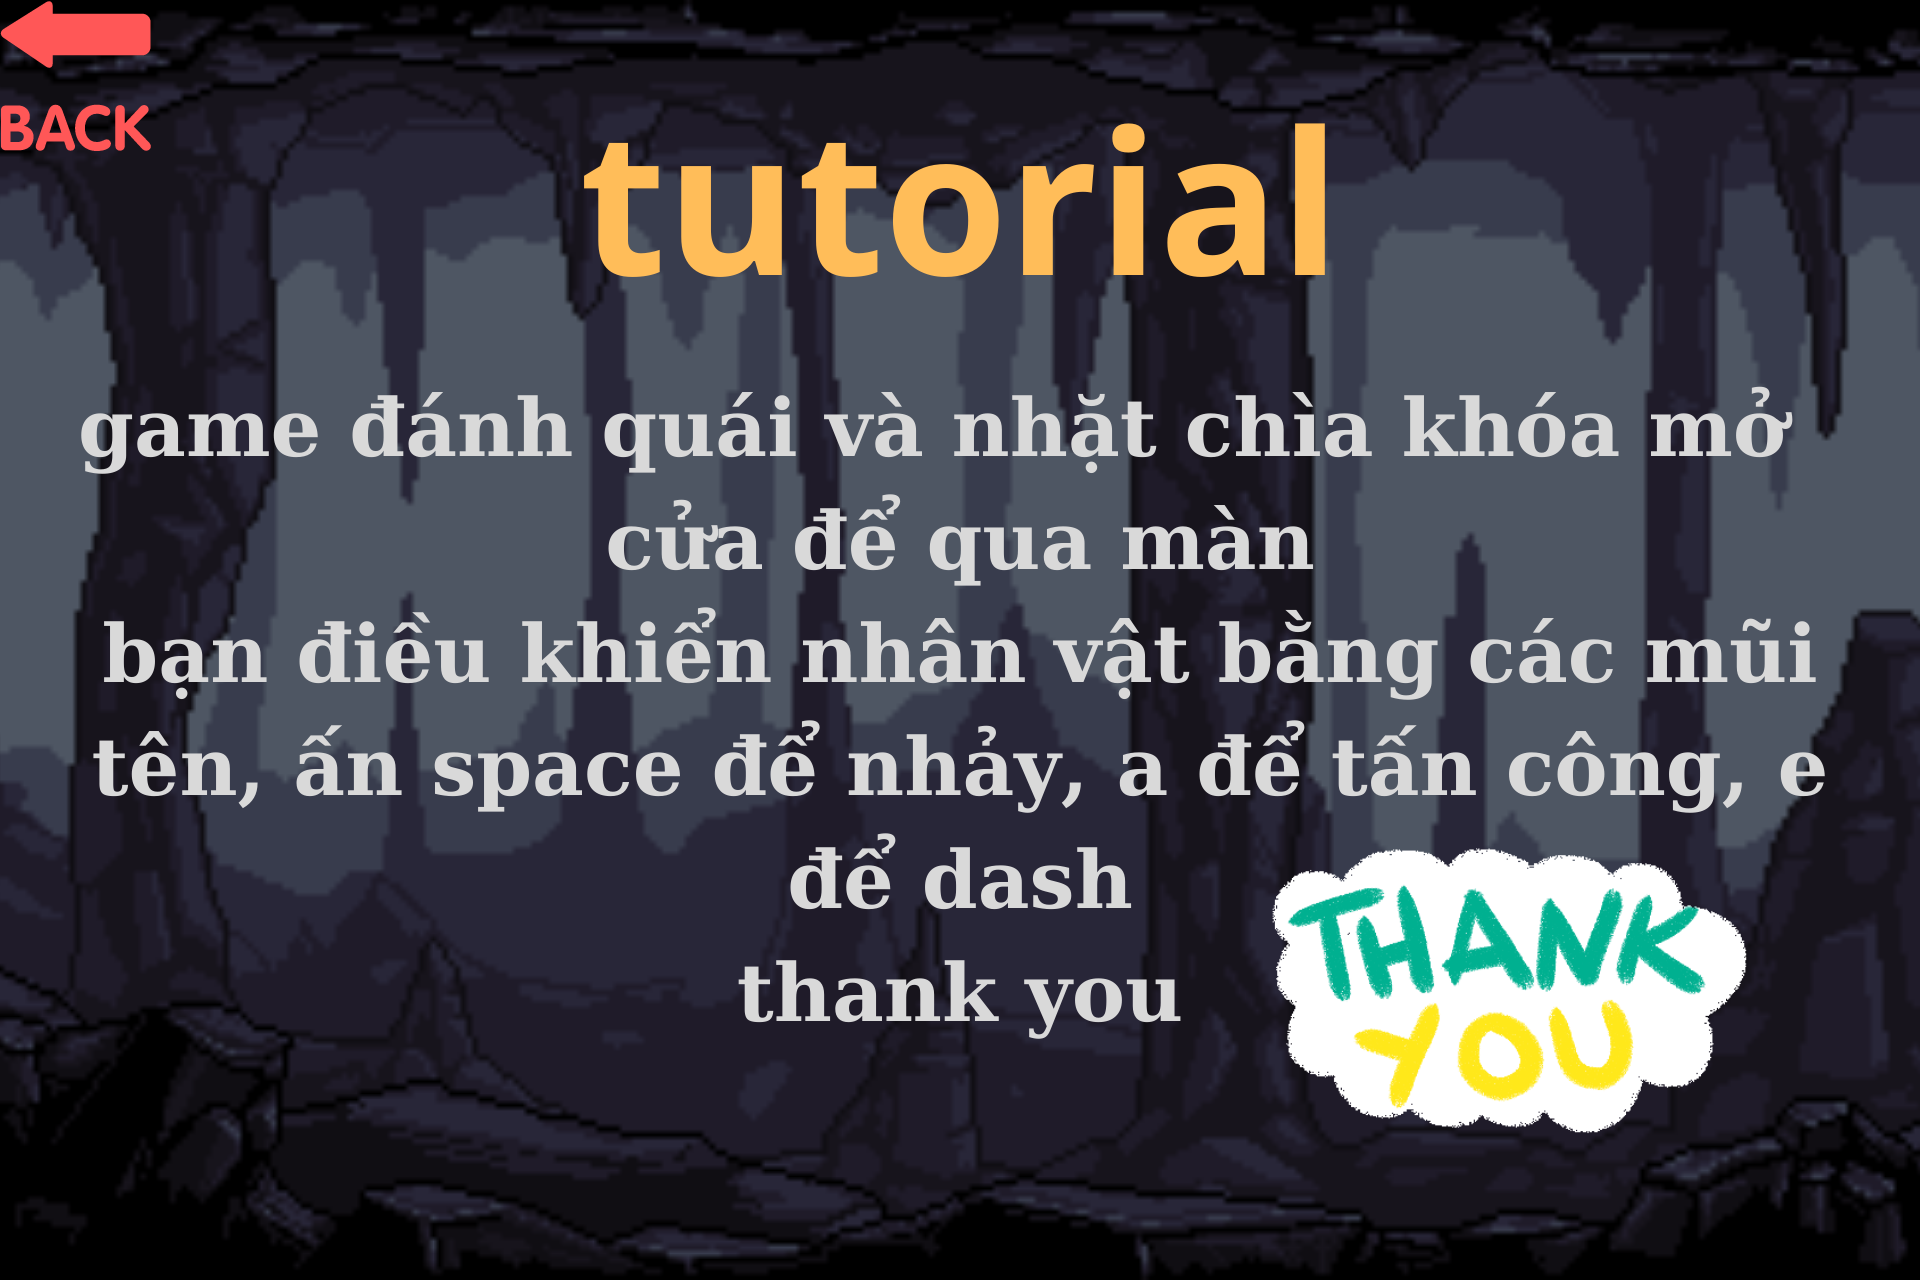 BACK
tutorial
game đánh quái và nhặt chìa khóa mở
cửa để qua màn
bạn điều khiển nhân vật bằng các mũi
tên, ấn space để nhảy, a để tấn công, e
để dash
thank you
THANK
YOU